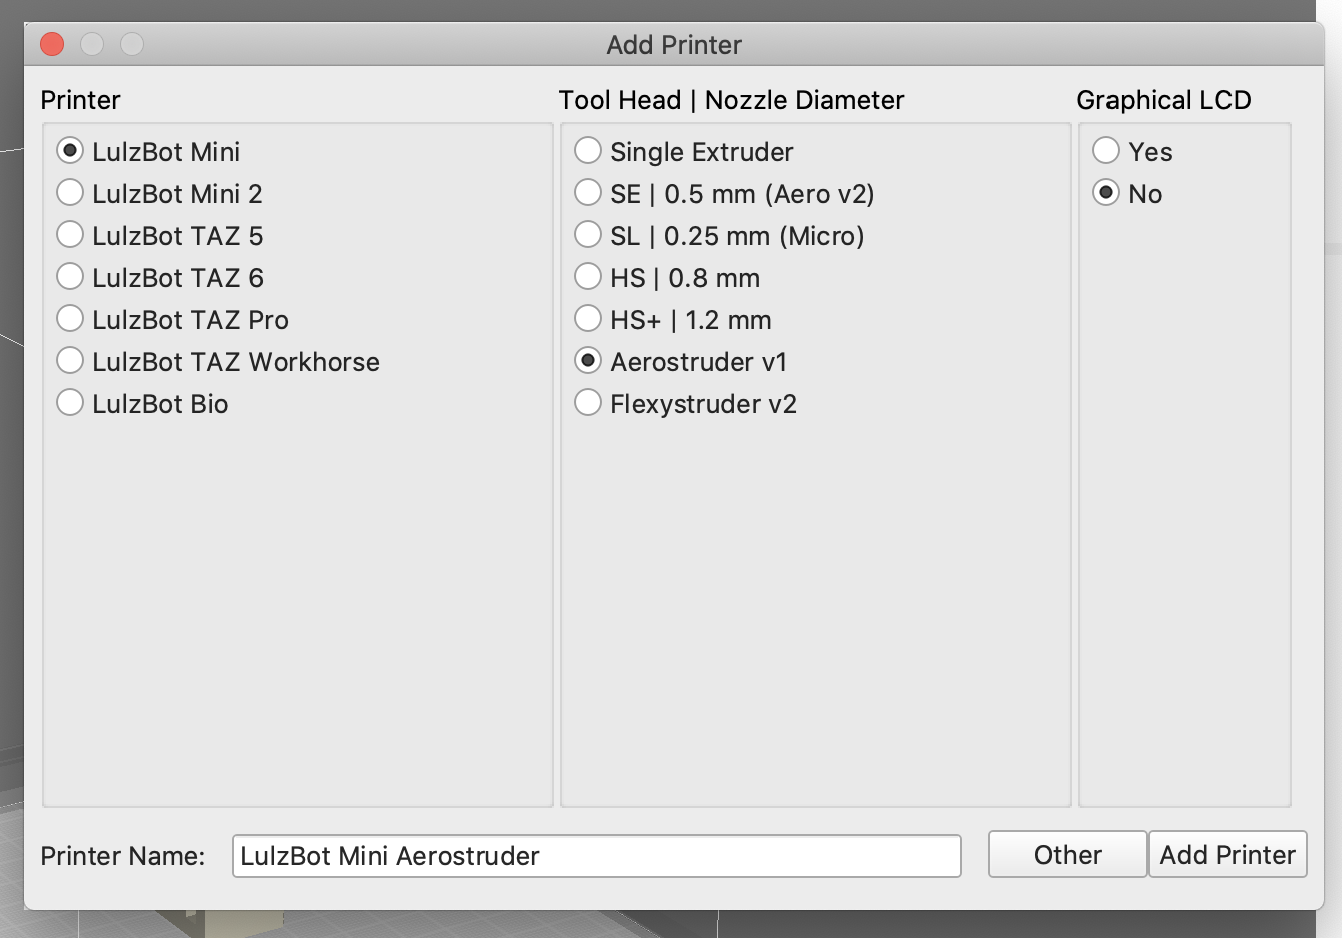 Add Printer
Printer
LulzBot Mini
LulzBot Mini 2
LulzBot TAZ 5
LulzBot TAZ 6
LulzBot TAZ Pro
LulzBot TAZ Workhorse
LulzBot Bio
Tool Head | Nozzle Diameter
Single Extruder
SE | 0.5 mm (Aero v2)
SL | 0.25 mm (Micro)
HS | 0.8 mm
HS+ | 1.2 mm
Aerostruder v1
Flexystruder v2
Graphical LCD
Yes
No
Printer Name: LulzBot Mini Aerostruder Other Add Printer